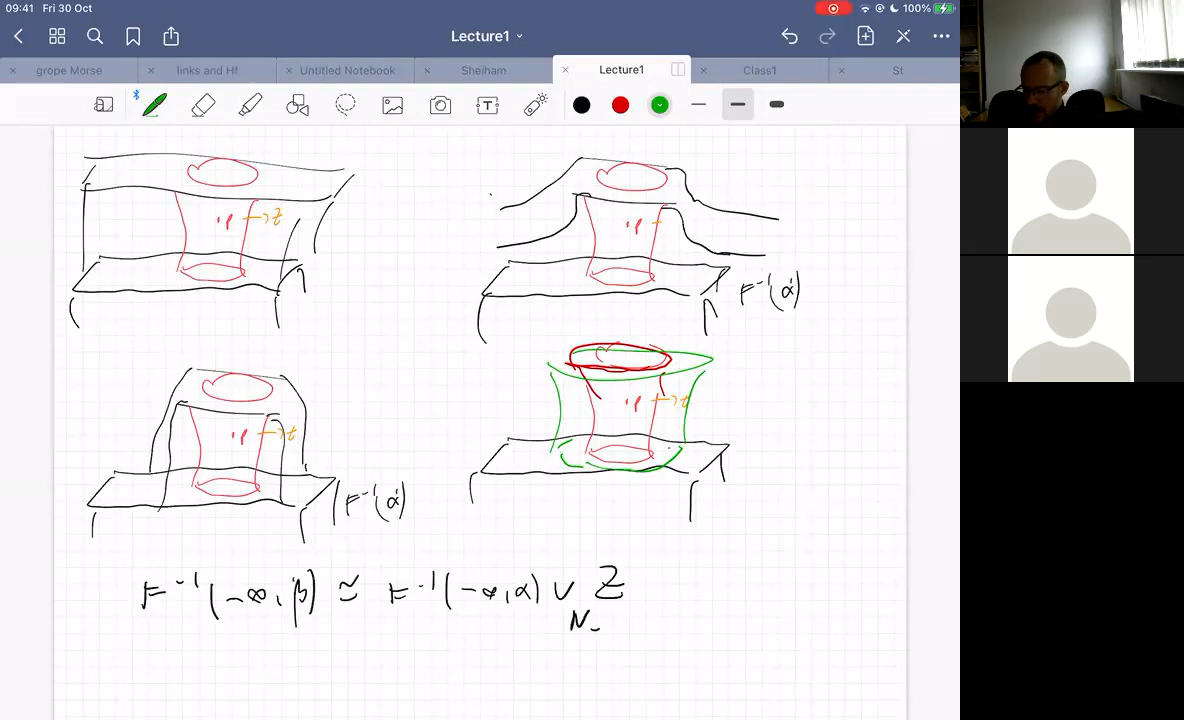 09:41 Fri 30 Oct
100%
Lecture1
grope Morse
links and Hf
Untitled Notebook
Sheiham
Lecture1
Class1
St
T
p → z
p
F⁻¹(α)
p → z
p → z
F⁻¹(α)
F⁻¹(-∞, β) ≅ F⁻¹(-∞, α) ∪ Z
N-